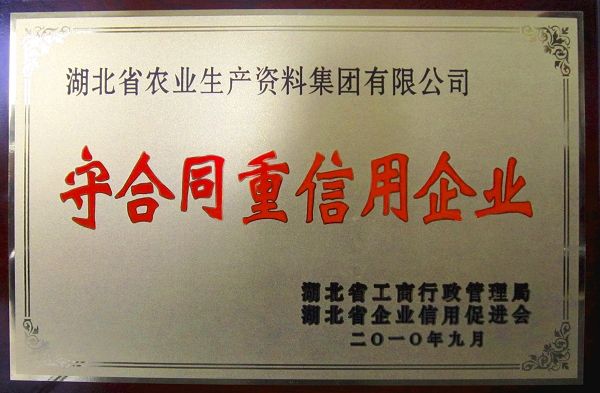 湖北省农业生产资料集团有限公司
守合同重信用企业
湖北省工商行政管理局
湖北省企业信用促进会
二〇一〇年九月